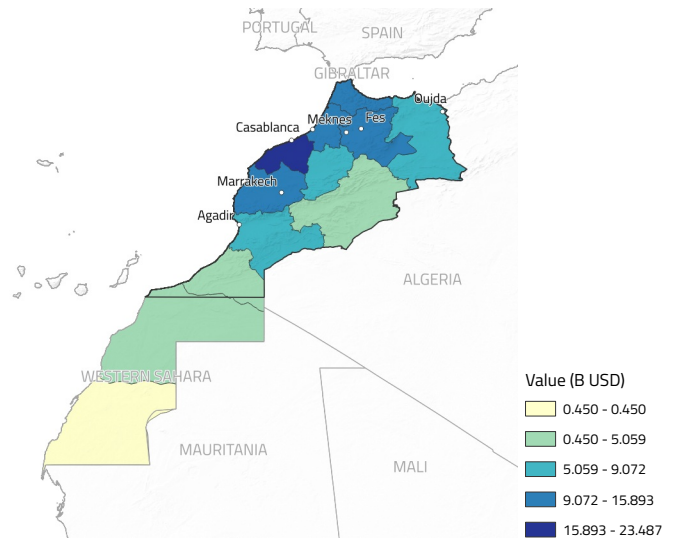 PORTUGAL
SPAIN
GIBRALTAR
Oujda
Meknes
Fes
Casablanca
Marrakech
Agadir
ALGERIA
WESTERN SAHARA
MAURITANIA
MALI
Value (B USD)
0.450 - 0.450
0.450 - 5.059
5.059 - 9.072
9.072 - 15.893
15.893 - 23.487